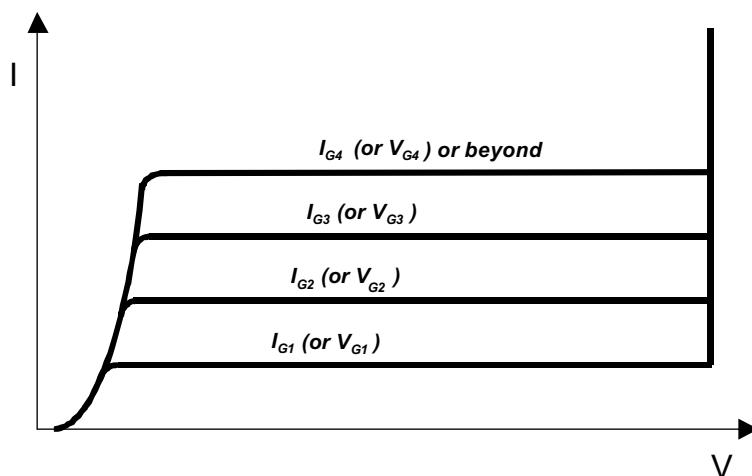 I
I_G4 (or V_G4) or beyond
I_G3 (or V_G3)
I_G2 (or V_G2)
I_G1 (or V_G1)
V